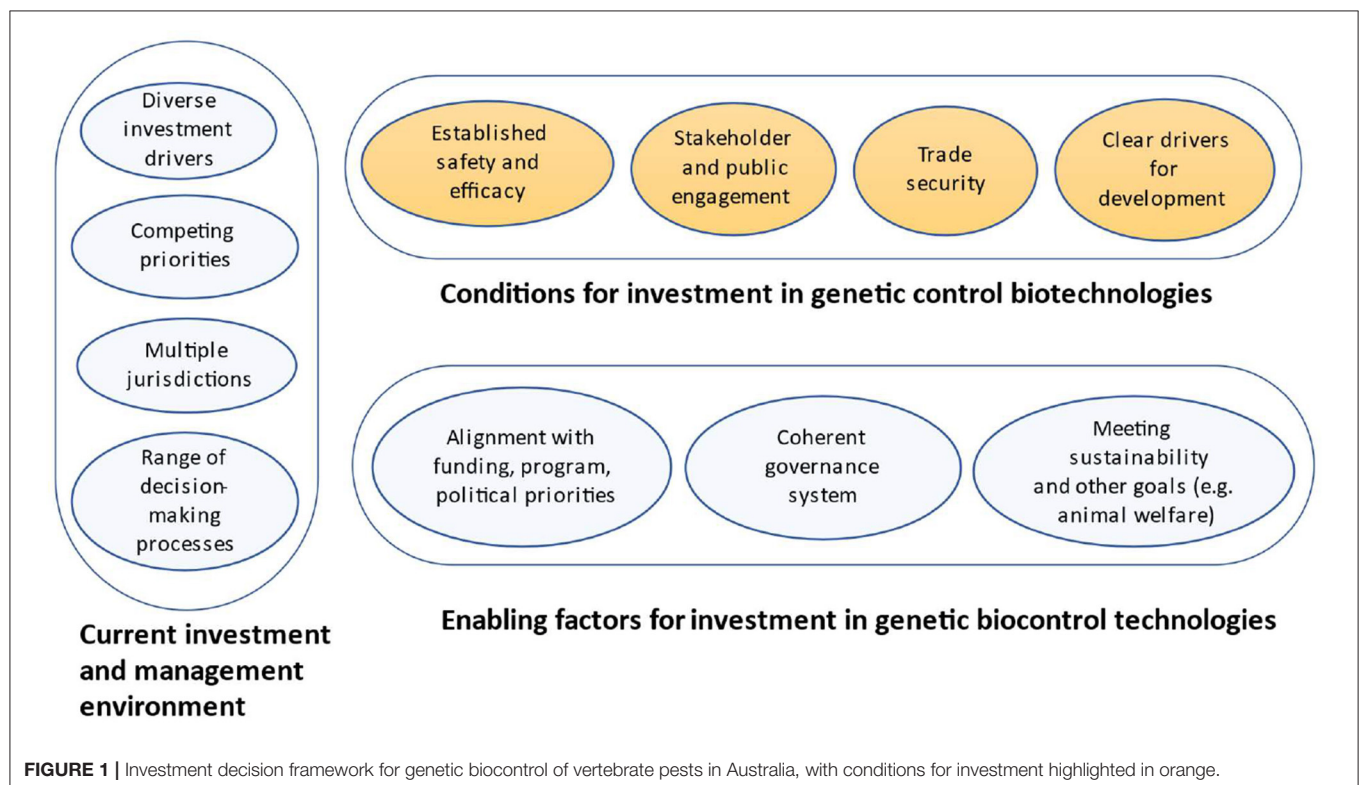 Diverse
investment
drivers
Competing
priorities
Multiple
jurisdictions
Range of
decision-
making
processes
Current investment
and management
environment
Established
safety and
efficacy
Stakeholder
and public
engagement
Trade
security
Clear drivers
for
development
Conditions for investment in genetic control biotechnologies
Alignment with
funding, program,
political priorities
Coherent
governance
system
Meeting
sustainability
and other goals (e.g.
animal welfare)
Enabling factors for investment in genetic biocontrol technologies
FIGURE 1 | Investment decision framework for genetic biocontrol of vertebrate pests in Australia, with conditions for investment highlighted in orange.